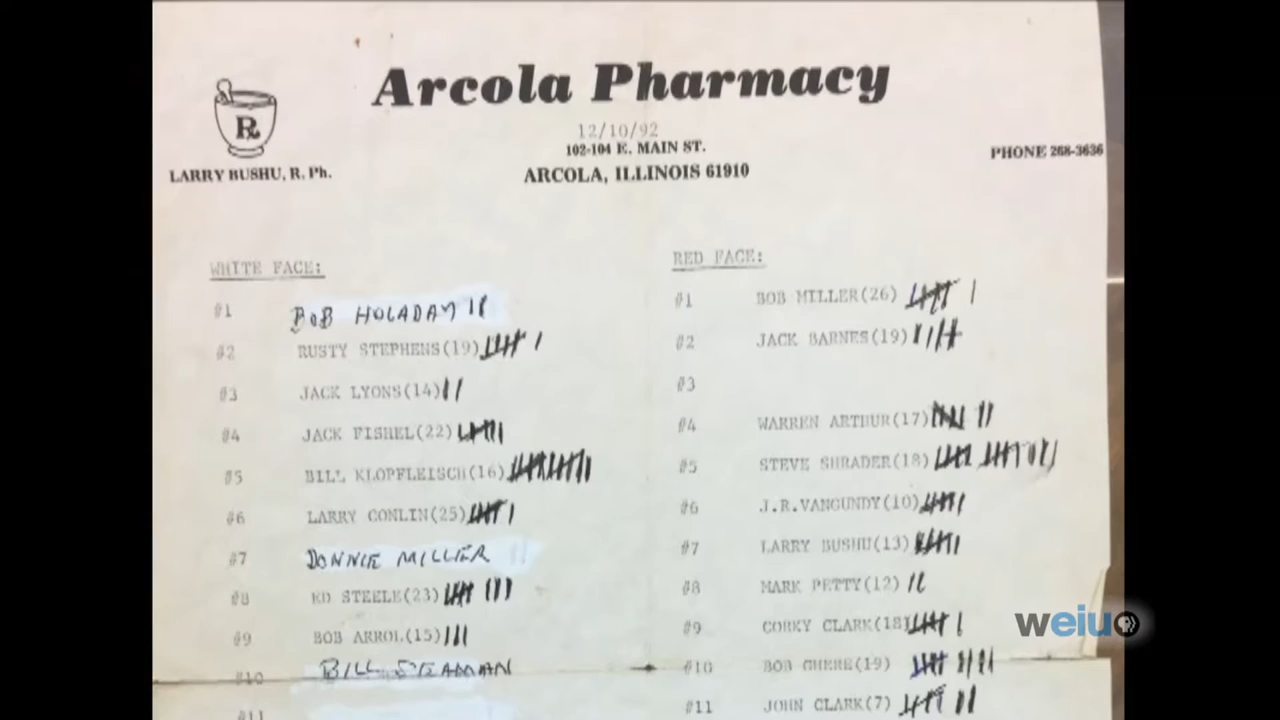 Arcola Pharmacy
12/10/92
102-104 E. MAIN ST.
ARCOLA, ILLINOIS 61910
LARRY BUSHU, R. Ph.
PHONE 268-3636
WHITE FACE:
#1 BOB HOLADAY
#2 RUSTY STEPHENS(19)
#3 JACK LYONS(14)
#4 JACK FISHEL(22)
#5 BILL KLOPFLEISCH(16)
#6 LARRY CONLIN(25)
#7 DONNIE MILLER
#8 ED STEELE(23)
#9 BOB ARROL(15)
#10 BILL SEAMAN
#11
RED FACE:
#1 BOB MILLER(26)
#2 JACK BARNES(19)
#3
#4 WARREN ARTHUR(17)
#5 STEVE SHRADER(18)
#6 J.R.VANGUNDY(10)
#7 LARRY BUSHU(13)
#8 MARK PETTY(12)
#9 CORKY CLARK(18)
#10 BOB GHERE(19)
#11 JOHN CLARK(7)
weiu
PBS